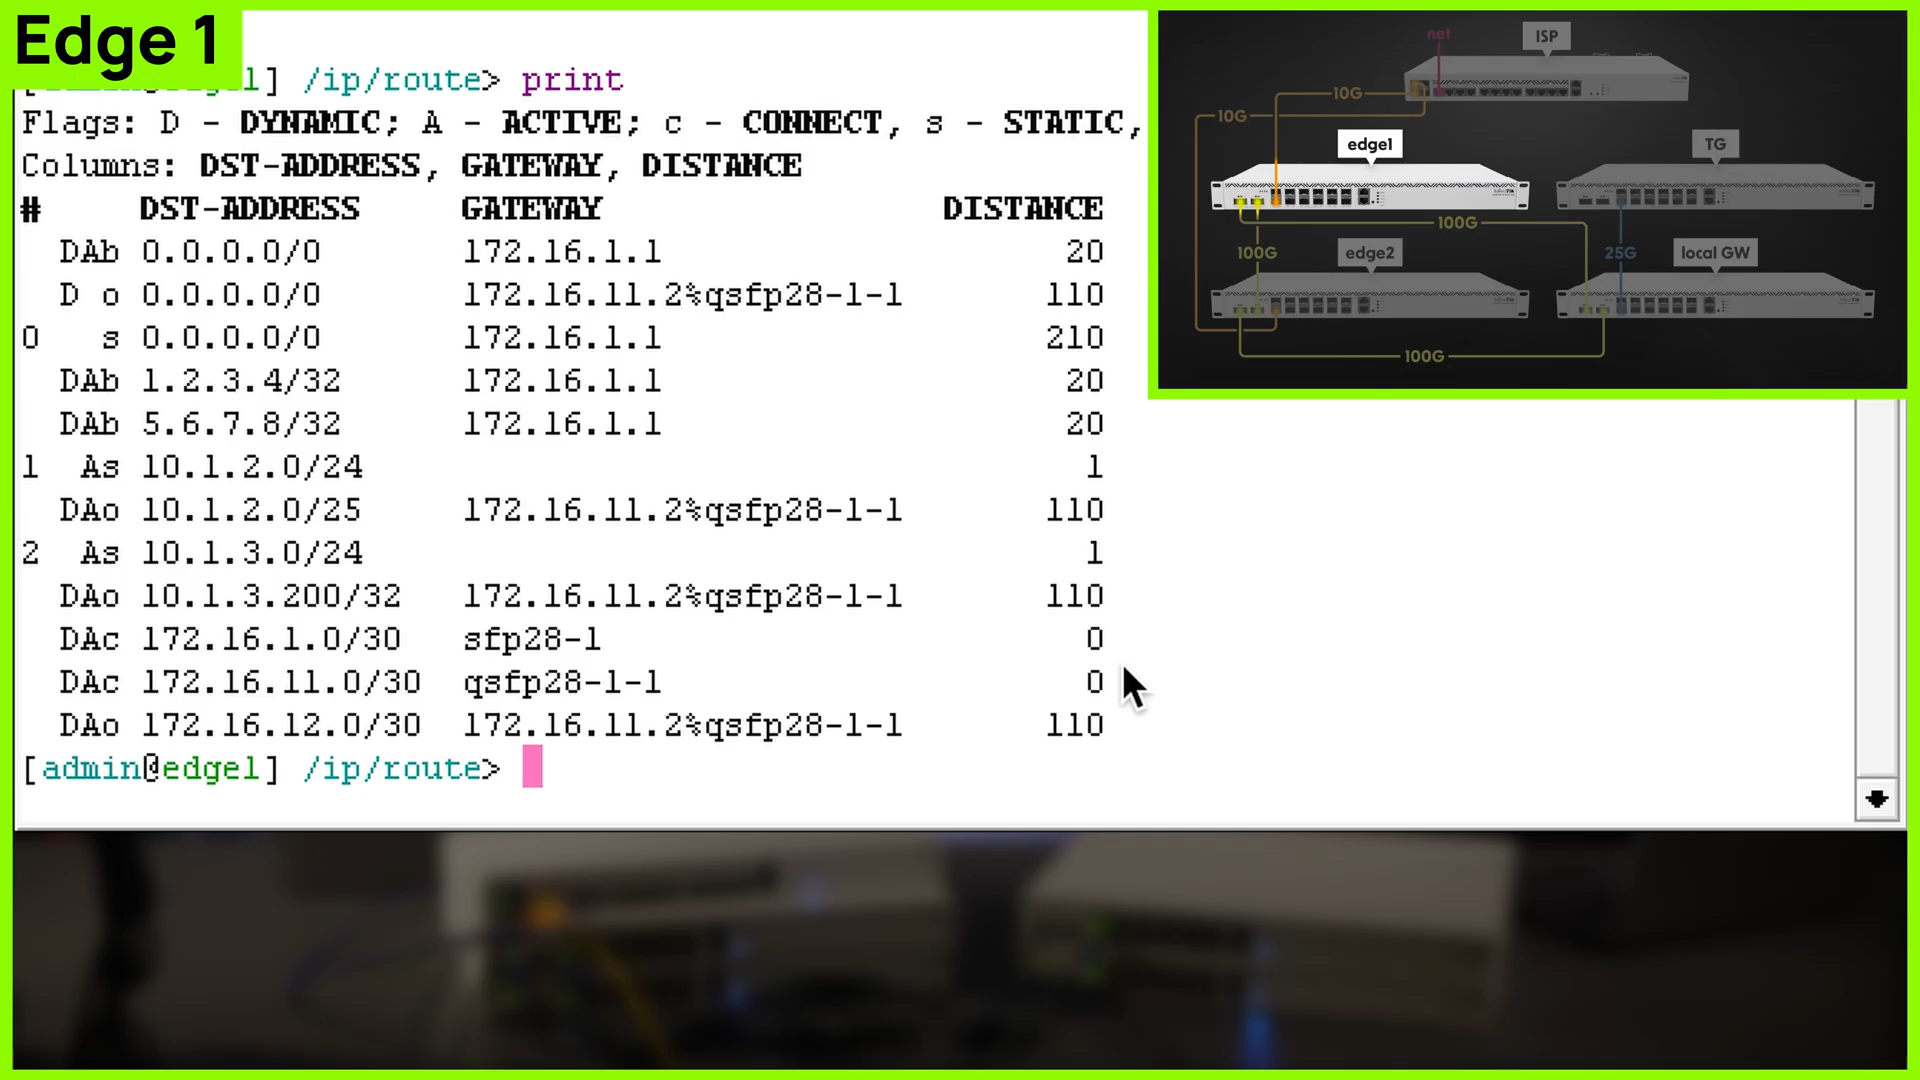 Edge 1
] /ip/route> print
Flags: D - DYNAMIC; A - ACTIVE; c - CONNECT, s - STATIC,
Columns: DST-ADDRESS, GATEWAY, DISTANCE
# DST-ADDRESS GATEWAY DISTANCE
DAb 0.0.0.0/0 172.16.1.1 20
D o 0.0.0.0/0 172.16.11.2%qsfp28-1-1 110
0 s 0.0.0.0/0 172.16.1.1 210
DAb 1.2.3.4/32 172.16.1.1 20
DAb 5.6.7.8/32 172.16.1.1 20
1 As 10.1.2.0/24 1
DAo 10.1.2.0/25 172.16.11.2%qsfp28-1-1 110
2 As 10.1.3.0/24 1
DAo 10.1.3.200/32 172.16.11.2%qsfp28-1-1 110
DAc 172.16.1.0/30 sfp28-1 0
DAc 172.16.11.0/30 qsfp28-1-1 0
DAo 172.16.12.0/30 172.16.11.2%qsfp28-1-1 110
[admin@edge1] /ip/route>
net
ISP
10G
10G
edge1
TG
100G
100G
edge2
25G
local GW
100G